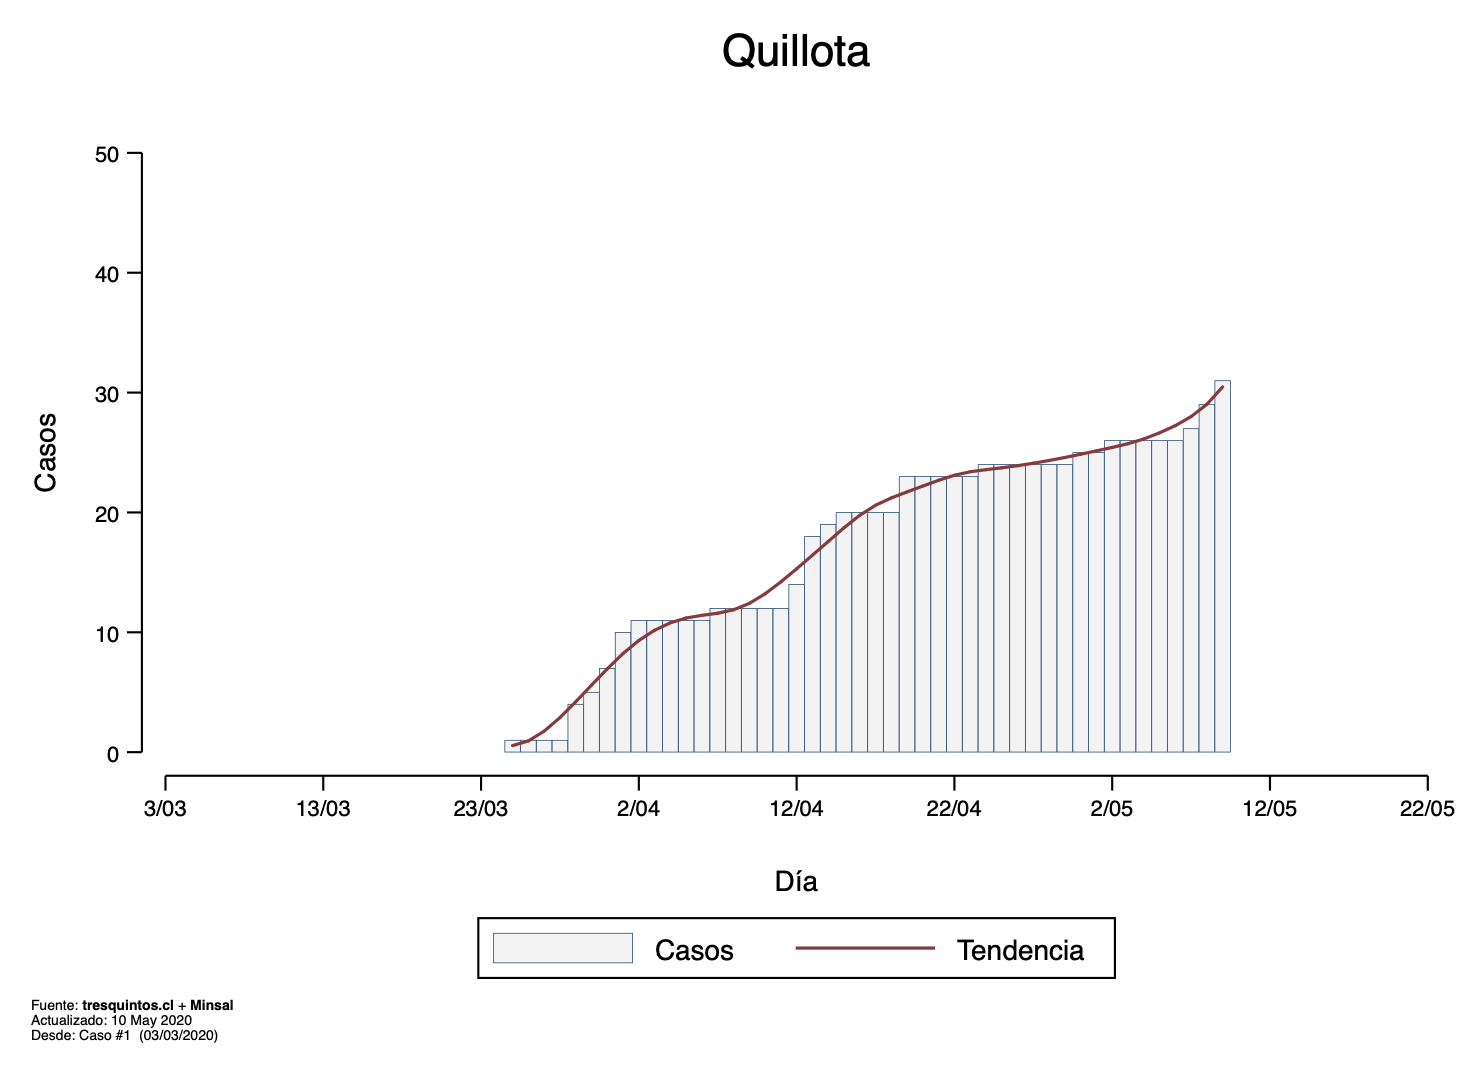 Quillota
50
40
30
20
10
0
Casos
3/03 13/03 23/03 2/04 12/04 22/04 2/05 12/05 22/05
Día
Casos Tendencia
Fuente: tresquintos.cl + Minsal
Actualizado: 10 May 2020
Desde: Caso #1 (03/03/2020)